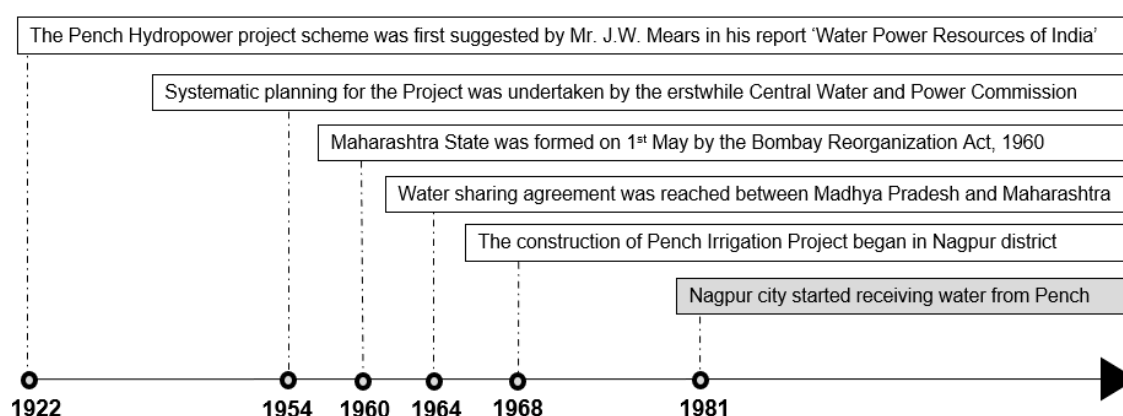 The Pench Hydropower project scheme was first suggested by Mr. J.W. Mears in his report ‘Water Power Resources of India’
Systematic planning for the Project was undertaken by the erstwhile Central Water and Power Commission
Maharashtra State was formed on 1st May by the Bombay Reorganization Act, 1960
Water sharing agreement was reached between Madhya Pradesh and Maharashtra
The construction of Pench Irrigation Project began in Nagpur district
Nagpur city started receiving water from Pench
1922 1954 1960 1964 1968 1981